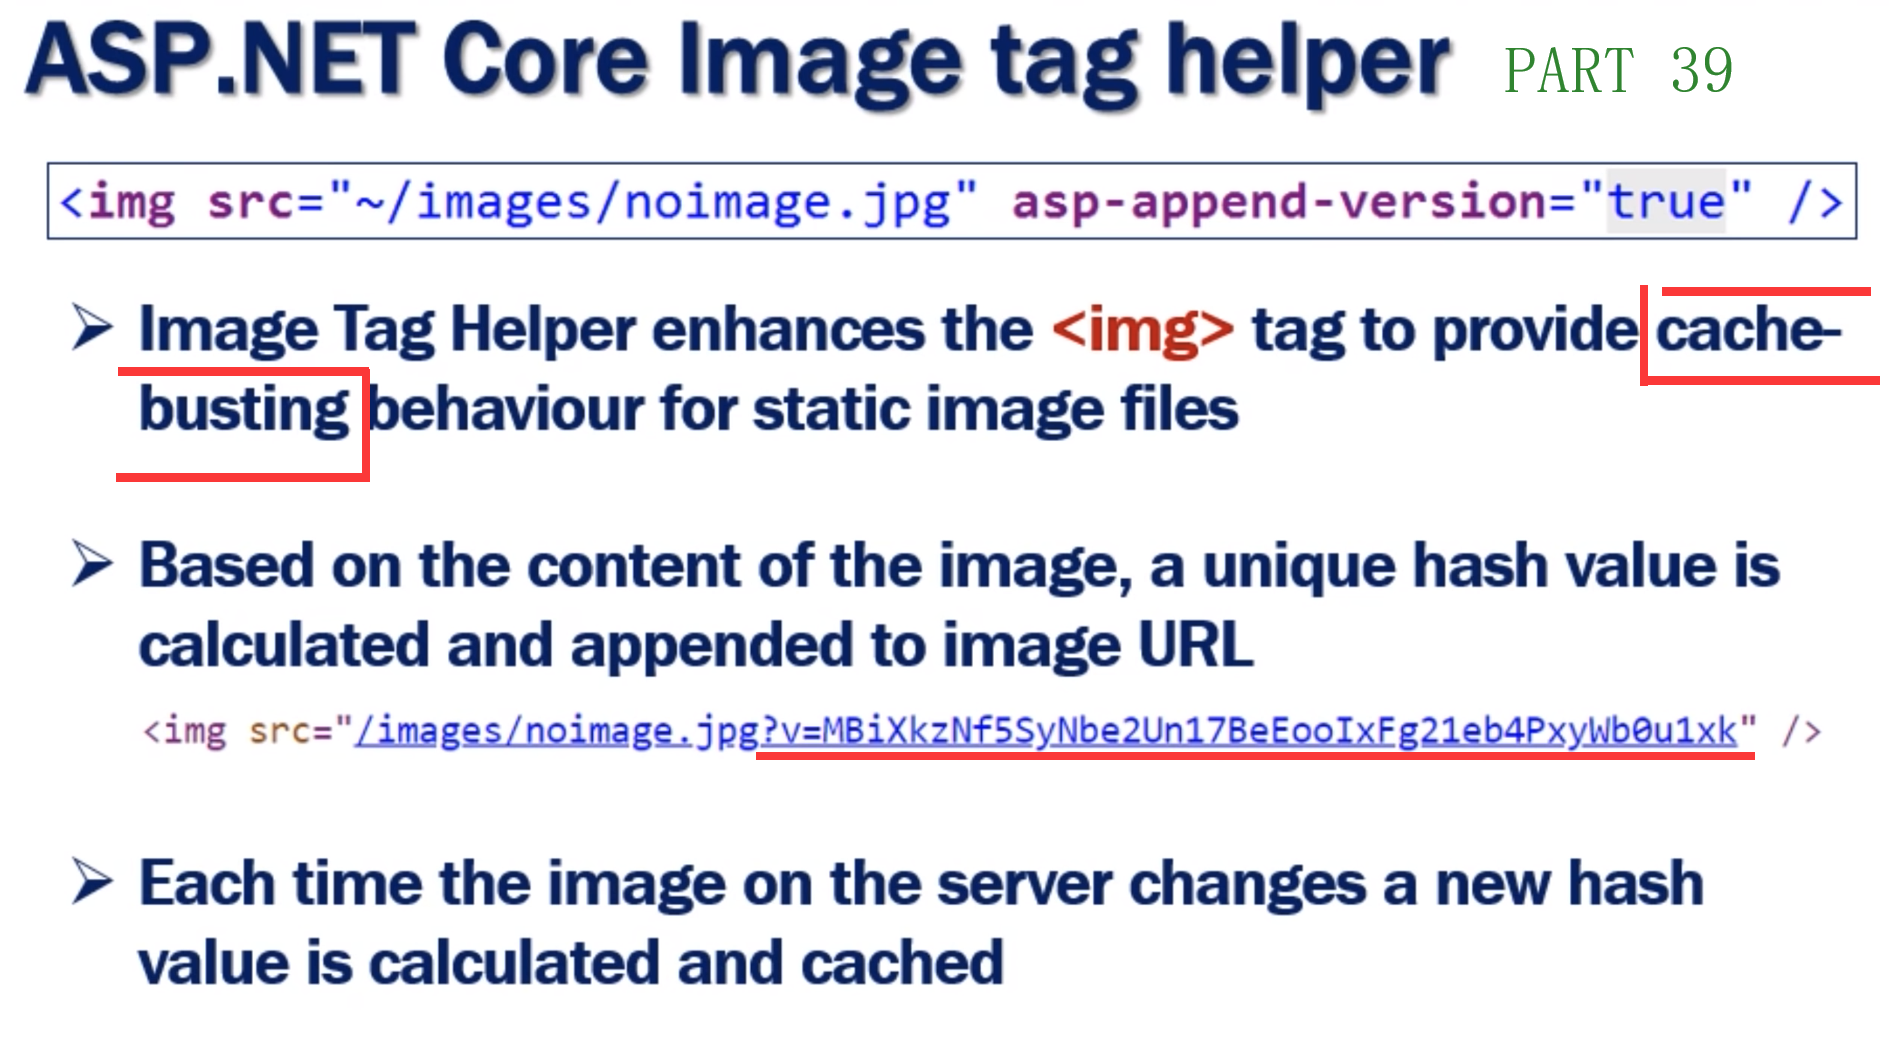 ASP.NET Core Image tag helper PART 39
<img src="~/images/noimage.jpg" asp-append-version="true" />
➢ Image Tag Helper enhances the <img> tag to provide cache-
busting behaviour for static image files
➢ Based on the content of the image, a unique hash value is
calculated and appended to image URL
<img src="/images/noimage.jpg?v=MBiXkzNf5SyNbe2Un17BeEooIxFg21eb4PxyWb0u1xk" />
➢ Each time the image on the server changes a new hash
value is calculated and cached